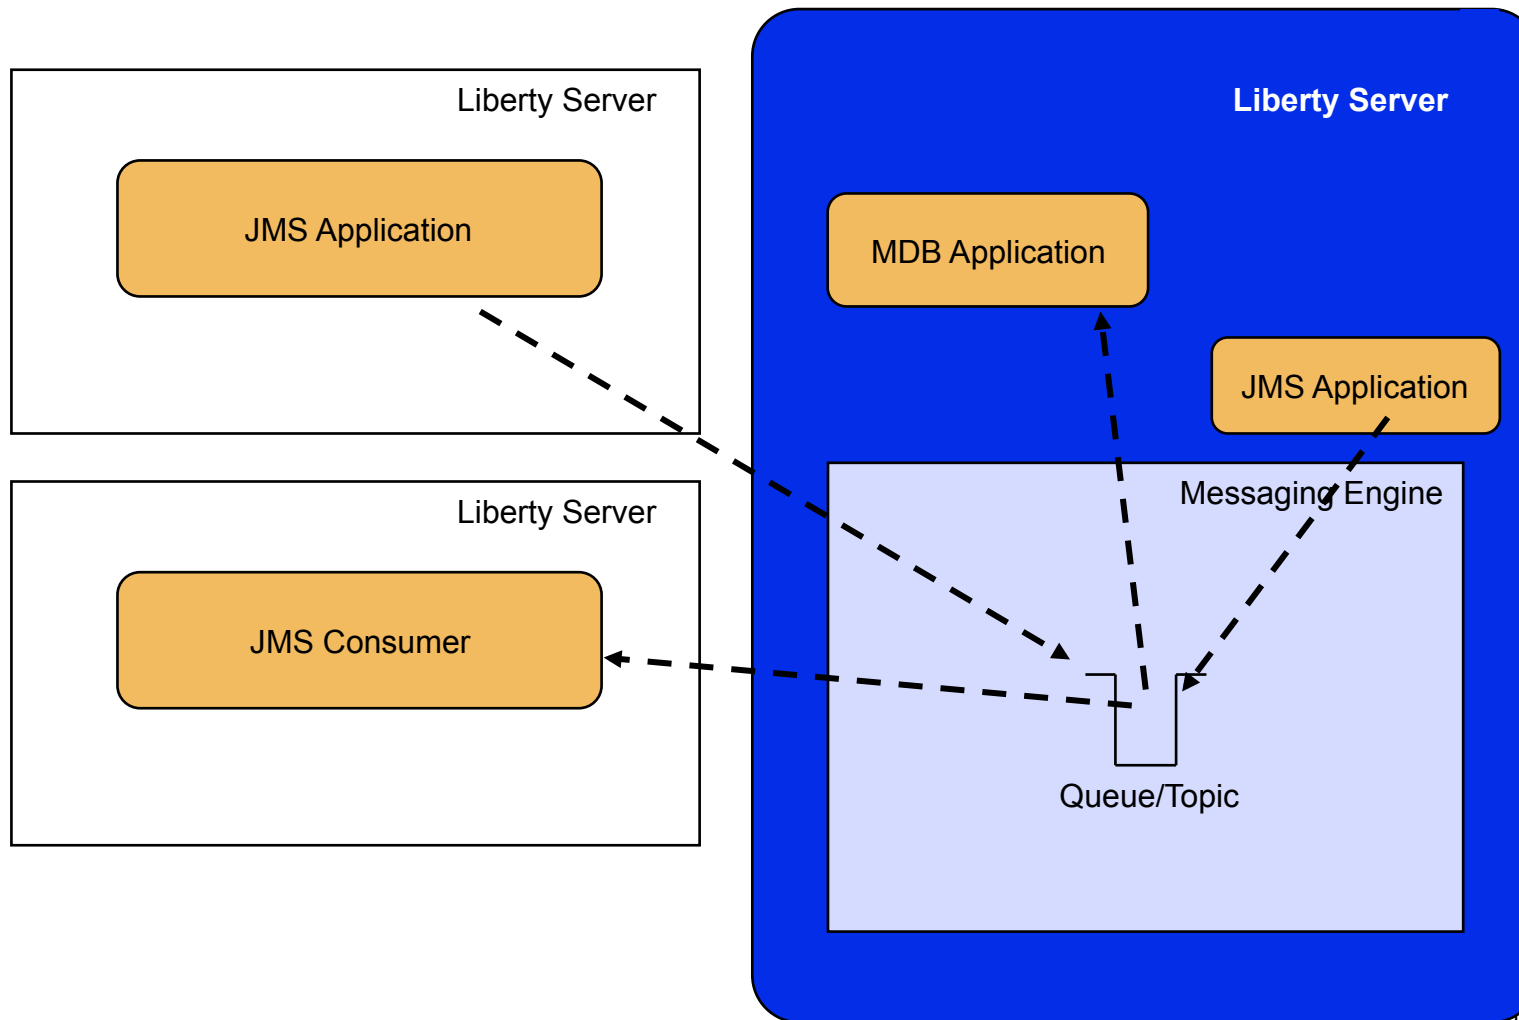 Liberty Server
JMS Application
Liberty Server
JMS Consumer
Liberty Server
MDB Application
JMS Application
Messaging Engine
Queue/Topic